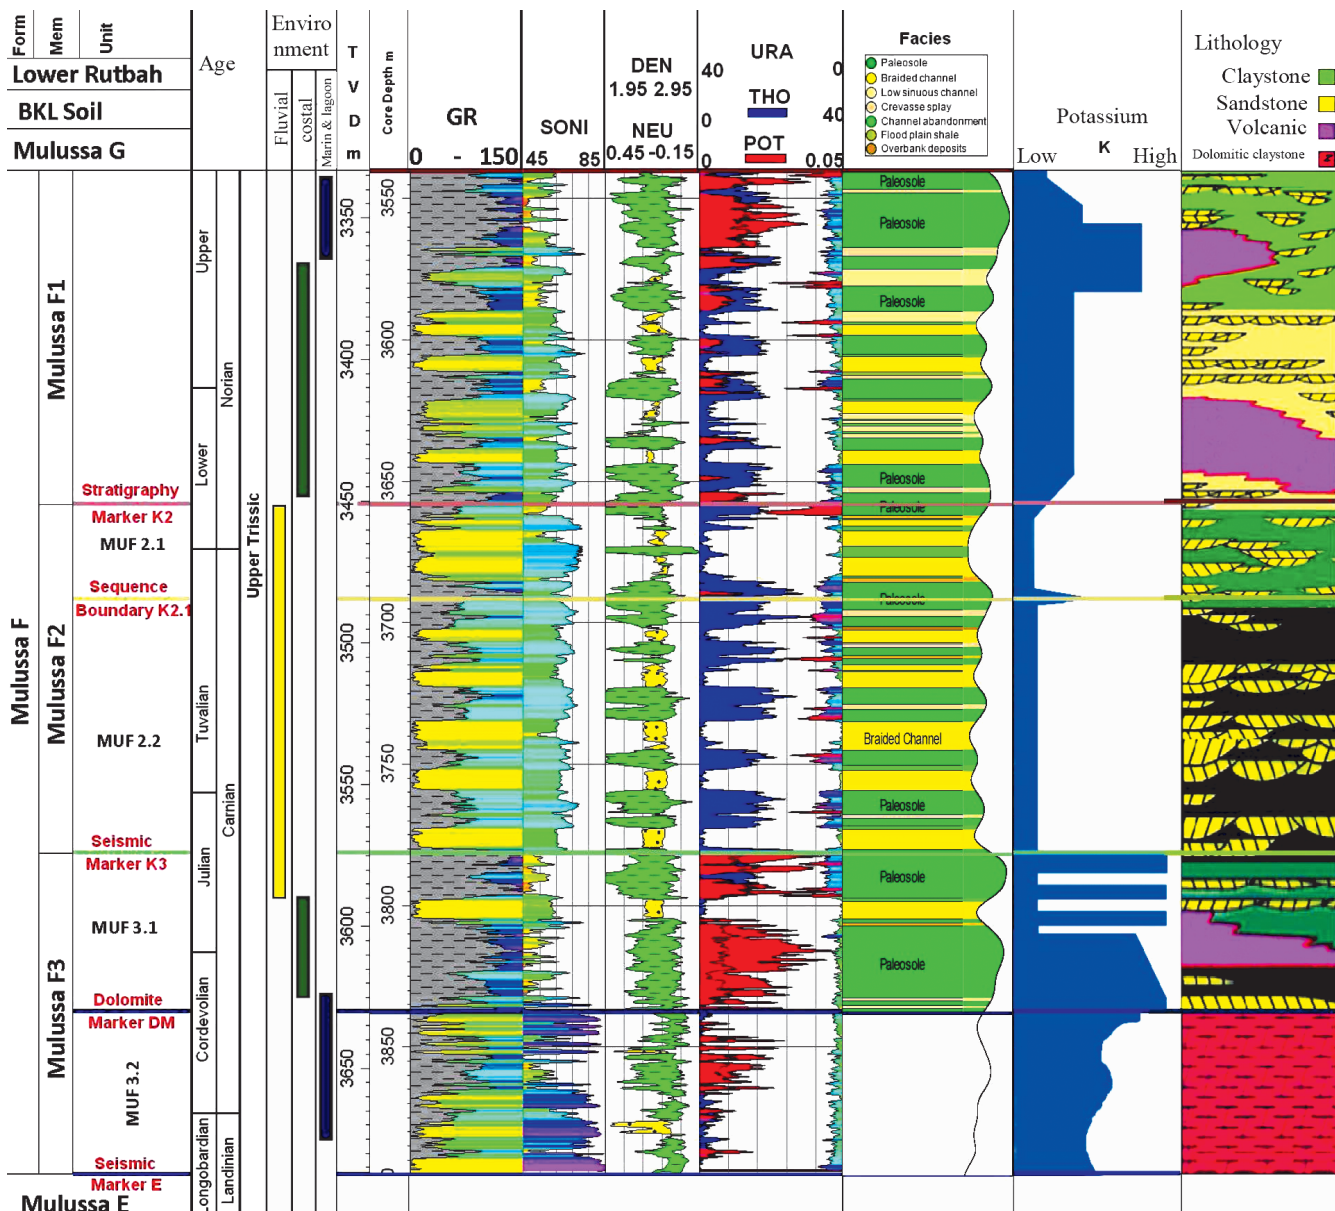 Form
Mem
Unit
Age
Enviro
nment
Fluvial
costal
Marin & lagoon
T
V
D
m
Core Depth m
GR
0 - 150
SONI
45 85
DEN
1.95 2.95
NEU
0.45 -0.15
URA
40 0
THO
0 40
POT
0 0.05
Facies
Paleosole
Braided channel
Low sinuous channel
Crevasse splay
Channel abandonment
Flood plain shale
Overbank deposits
Potassium
K
Low High
Lithology
Claystone
Sandstone
Volcanic
Dolomitic claystone
Lower Rutbah
BKL Soil
Mulussa G
Mulussa F
Mulussa F1
Mulussa F2
Mulussa F3
Stratigraphy
Marker K2
MUF 2.1
Sequence
Boundary K2.1
MUF 2.2
Seismic
Marker K3
MUF 3.1
Dolomite
Marker DM
MUF 3.2
Seismic
Marker E
Mulussa E
Upper
Lower
Tuvalian
Julian
Cordevolian
Longobardian
Norian
Carnian
Landinian
Upper Trissic
3350
3400
3450
3500
3550
3600
3650
3550
3600
3650
3700
3750
3800
3850
0
Paleosole
Paleosole
Paleosole
Paleosole
Paleosole
Paleosole
Braided Channel
Paleosole
Paleosole
Paleosole